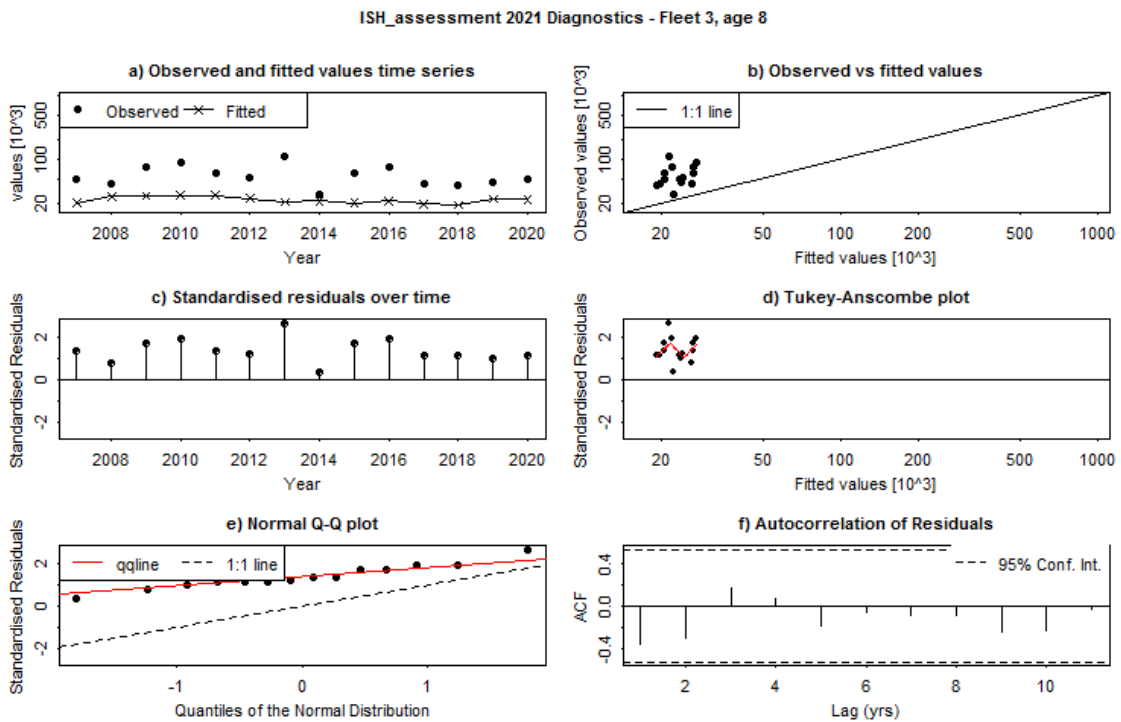 ISH_assessment 2021 Diagnostics - Fleet 3, age 8
a) Observed and fitted values time series
values [10^3]
500
100
20
Observed
Fitted
2008 2010 2012 2014 2016 2018 2020
Year
b) Observed vs fitted values
Observed values [10^3]
500
100
20
1:1 line
20 50 100 200 500 1000
Fitted values [10^3]
c) Standardised residuals over time
Standardised Residuals
2
0
-2
2008 2010 2012 2014 2016 2018 2020
Year
d) Tukey-Anscombe plot
Standardised Residuals
2
0
-2
20 50 100 200 500 1000
Fitted values [10^3]
e) Normal Q-Q plot
Standardised Residuals
2
0
-2
qqline
1:1 line
-1 0 1
Quantiles of the Normal Distribution
f) Autocorrelation of Residuals
ACF
0.4
0.0
-0.4
95% Conf. Int.
2 4 6 8 10
Lag (yrs)